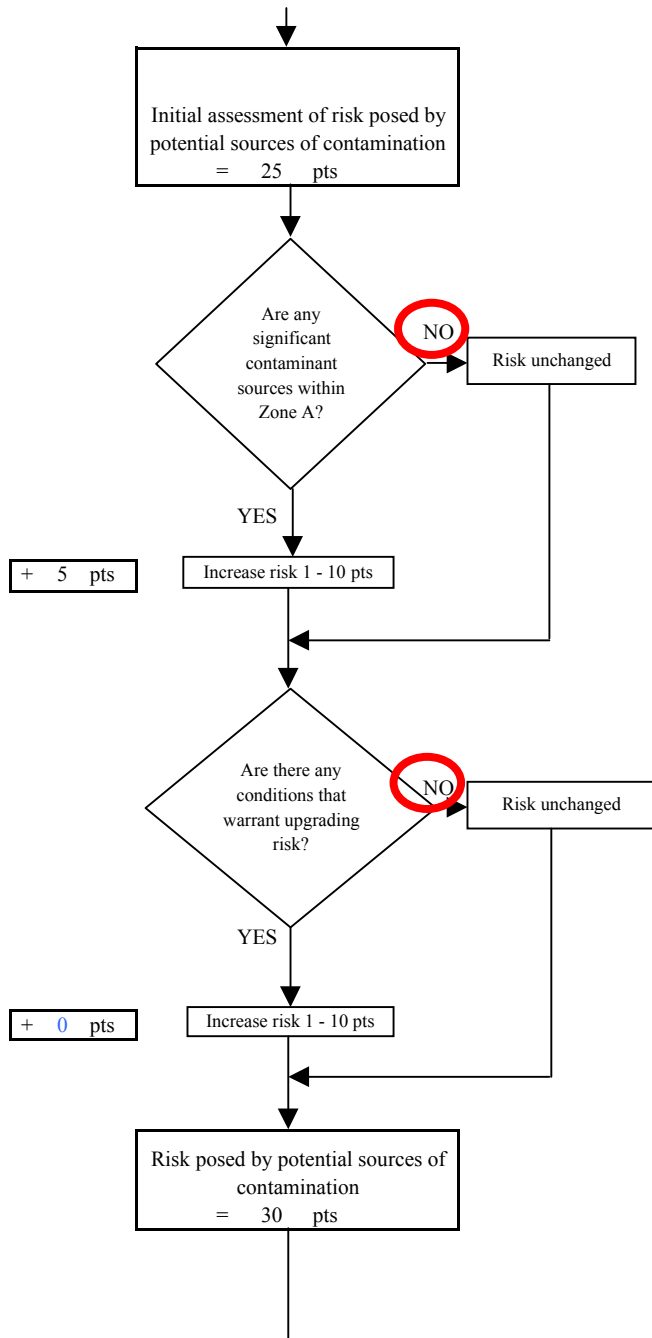 Initial assessment of risk posed by
potential sources of contamination
= 25 pts
Are any
significant
contaminant
sources within
Zone A?
NO
Risk unchanged
YES
+ 5 pts
Increase risk 1 - 10 pts
Are there any
conditions that
warrant upgrading
risk?
NO
Risk unchanged
YES
+ 0 pts
Increase risk 1 - 10 pts
Risk posed by potential sources of
contamination
= 30 pts